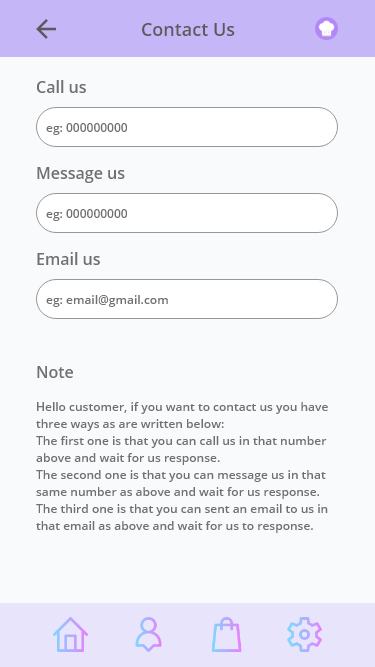 Contact Us
Call us
eg: 000000000
Message us
eg: 000000000
Email us
eg: email@gmail.com
Note
Hello customer, if you want to contact us you have
three ways as are written below:
The first one is that you can call us in that number
above and wait for us response.
The second one is that you can message us in that
same number as above and wait for us response.
The third one is that you can sent an email to us in
that email as above and wait for us to response.